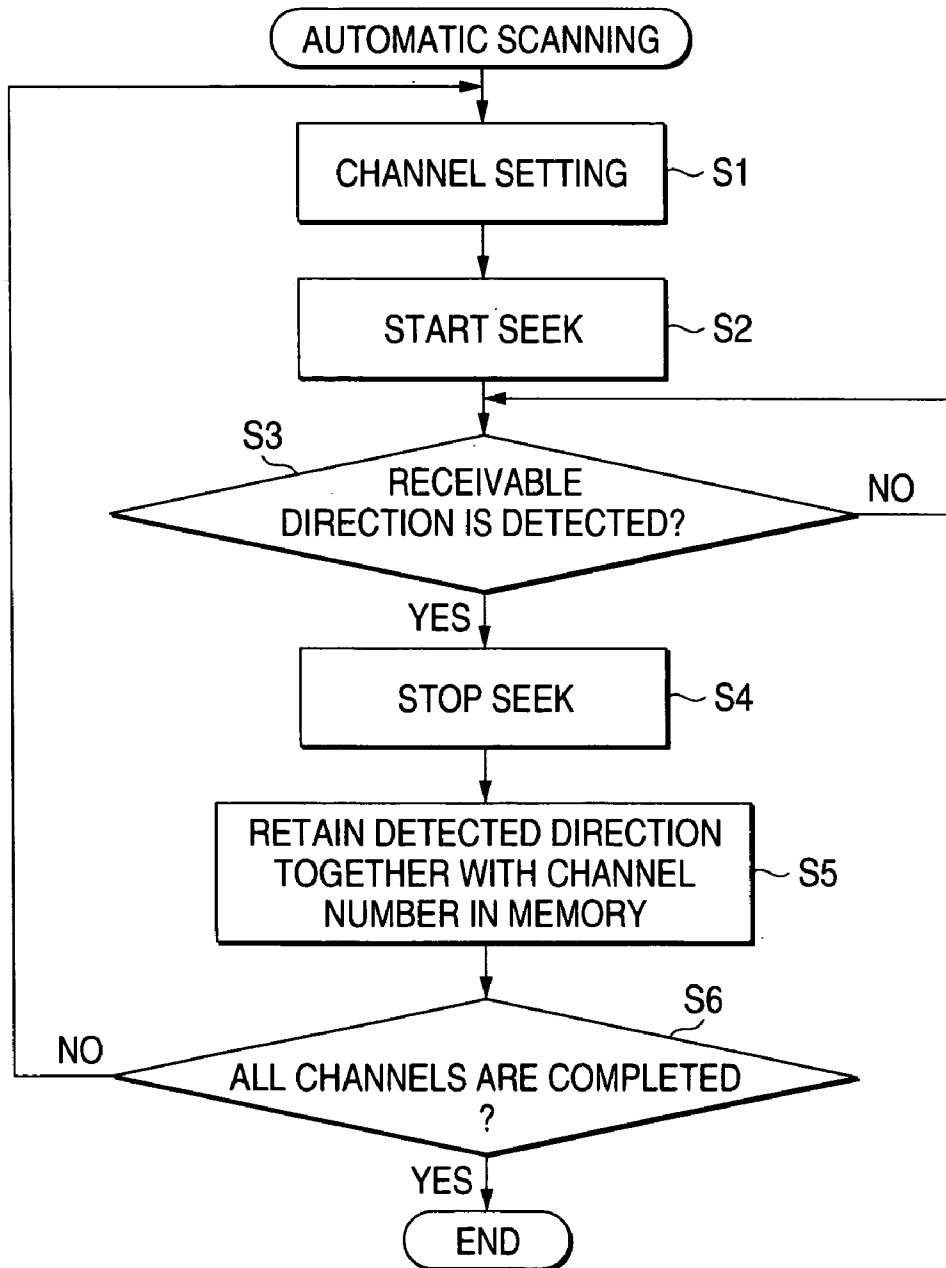 AUTOMATIC SCANNING
CHANNEL SETTING
S1
START SEEK
S2
S3
RECEIVABLE
DIRECTION IS DETECTED?
NO
YES
STOP SEEK
S4
RETAIN DETECTED DIRECTION
TOGETHER WITH CHANNEL
NUMBER IN MEMORY
S5
S6
NO
ALL CHANNELS ARE COMPLETED
?
YES
END